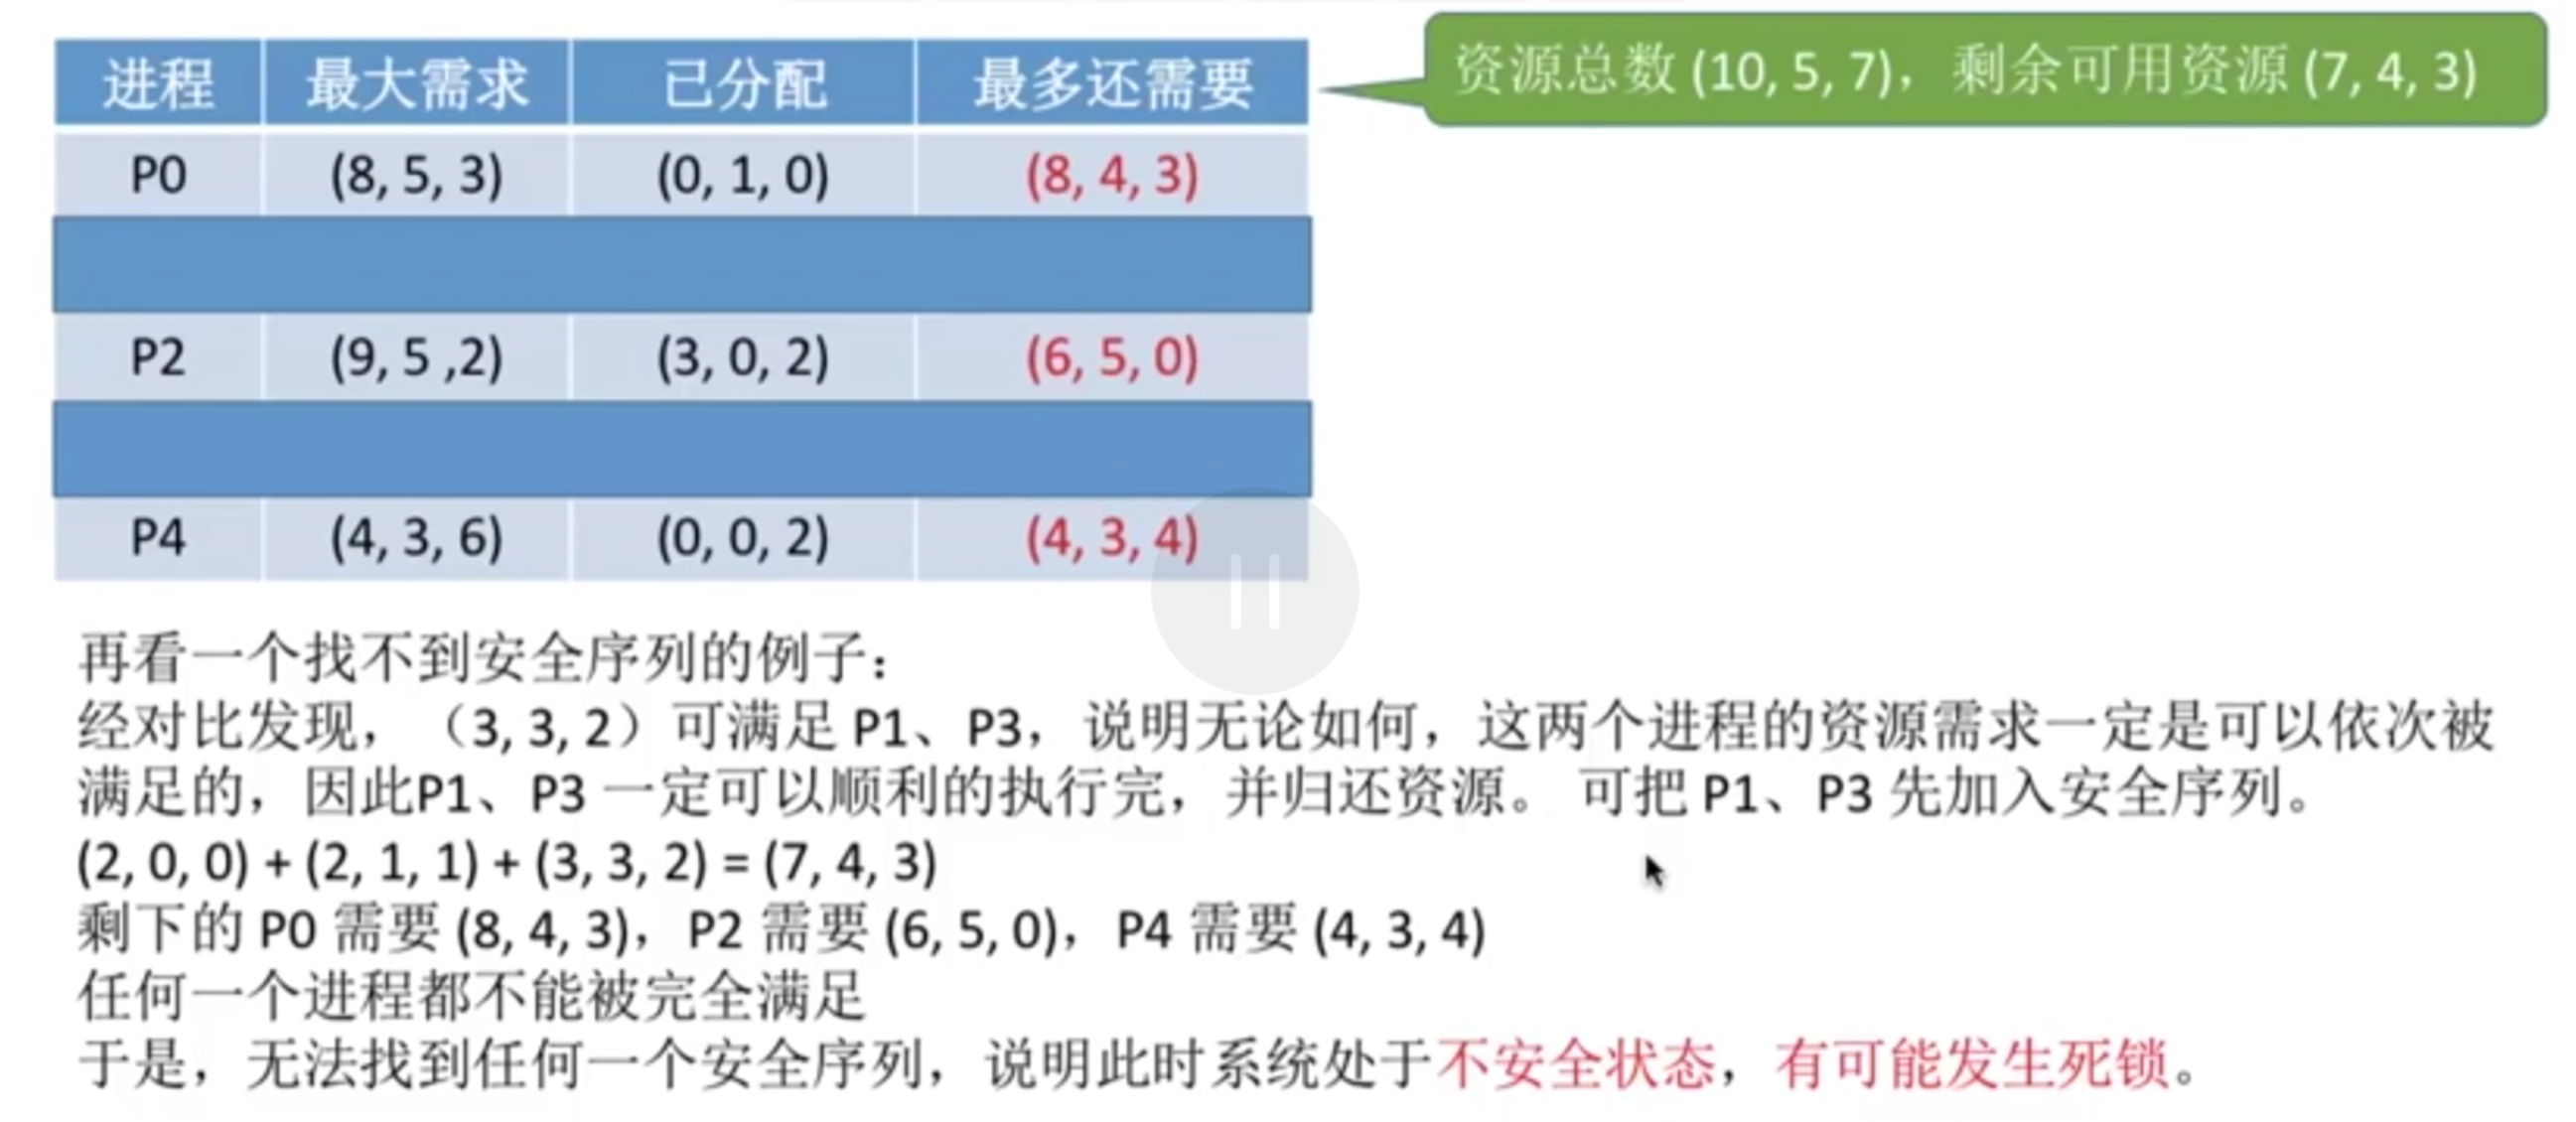 资源总数 (10, 5, 7)，剩余可用资源 (7, 4, 3)
进程 最大需求 已分配 最多还需要
P0 (8, 5, 3) (0, 1, 0) (8, 4, 3)
P2 (9, 5 ,2) (3, 0, 2) (6, 5, 0)
P4 (4, 3, 6) (0, 0, 2) (4, 3, 4)
再看一个找不到安全序列的例子：
经对比发现，（3, 3, 2）可满足 P1、P3，说明无论如何，这两个进程的资源需求一定是可以依次被
满足的，因此P1、P3 一定可以顺利的执行完，并归还资源。 可把 P1、P3 先加入安全序列。
(2, 0, 0) + (2, 1, 1) + (3, 3, 2) = (7, 4, 3)
剩下的 P0 需要 (8, 4, 3)，P2 需要 (6, 5, 0)，P4 需要 (4, 3, 4)
任何一个进程都不能被完全满足
于是，无法找到任何一个安全序列，说明此时系统处于不安全状态，有可能发生死锁。